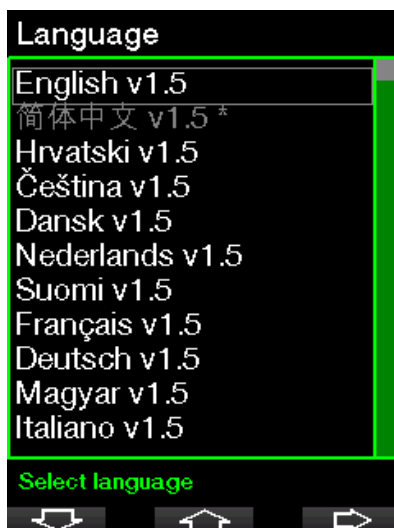 Language
English v1.5
简体中文 v1.5 *
Hrvatski v1.5
Čeština v1.5
Dansk v1.5
Nederlands v1.5
Suomi v1.5
Français v1.5
Deutsch v1.5
Magyar v1.5
Italiano v1.5
Select language